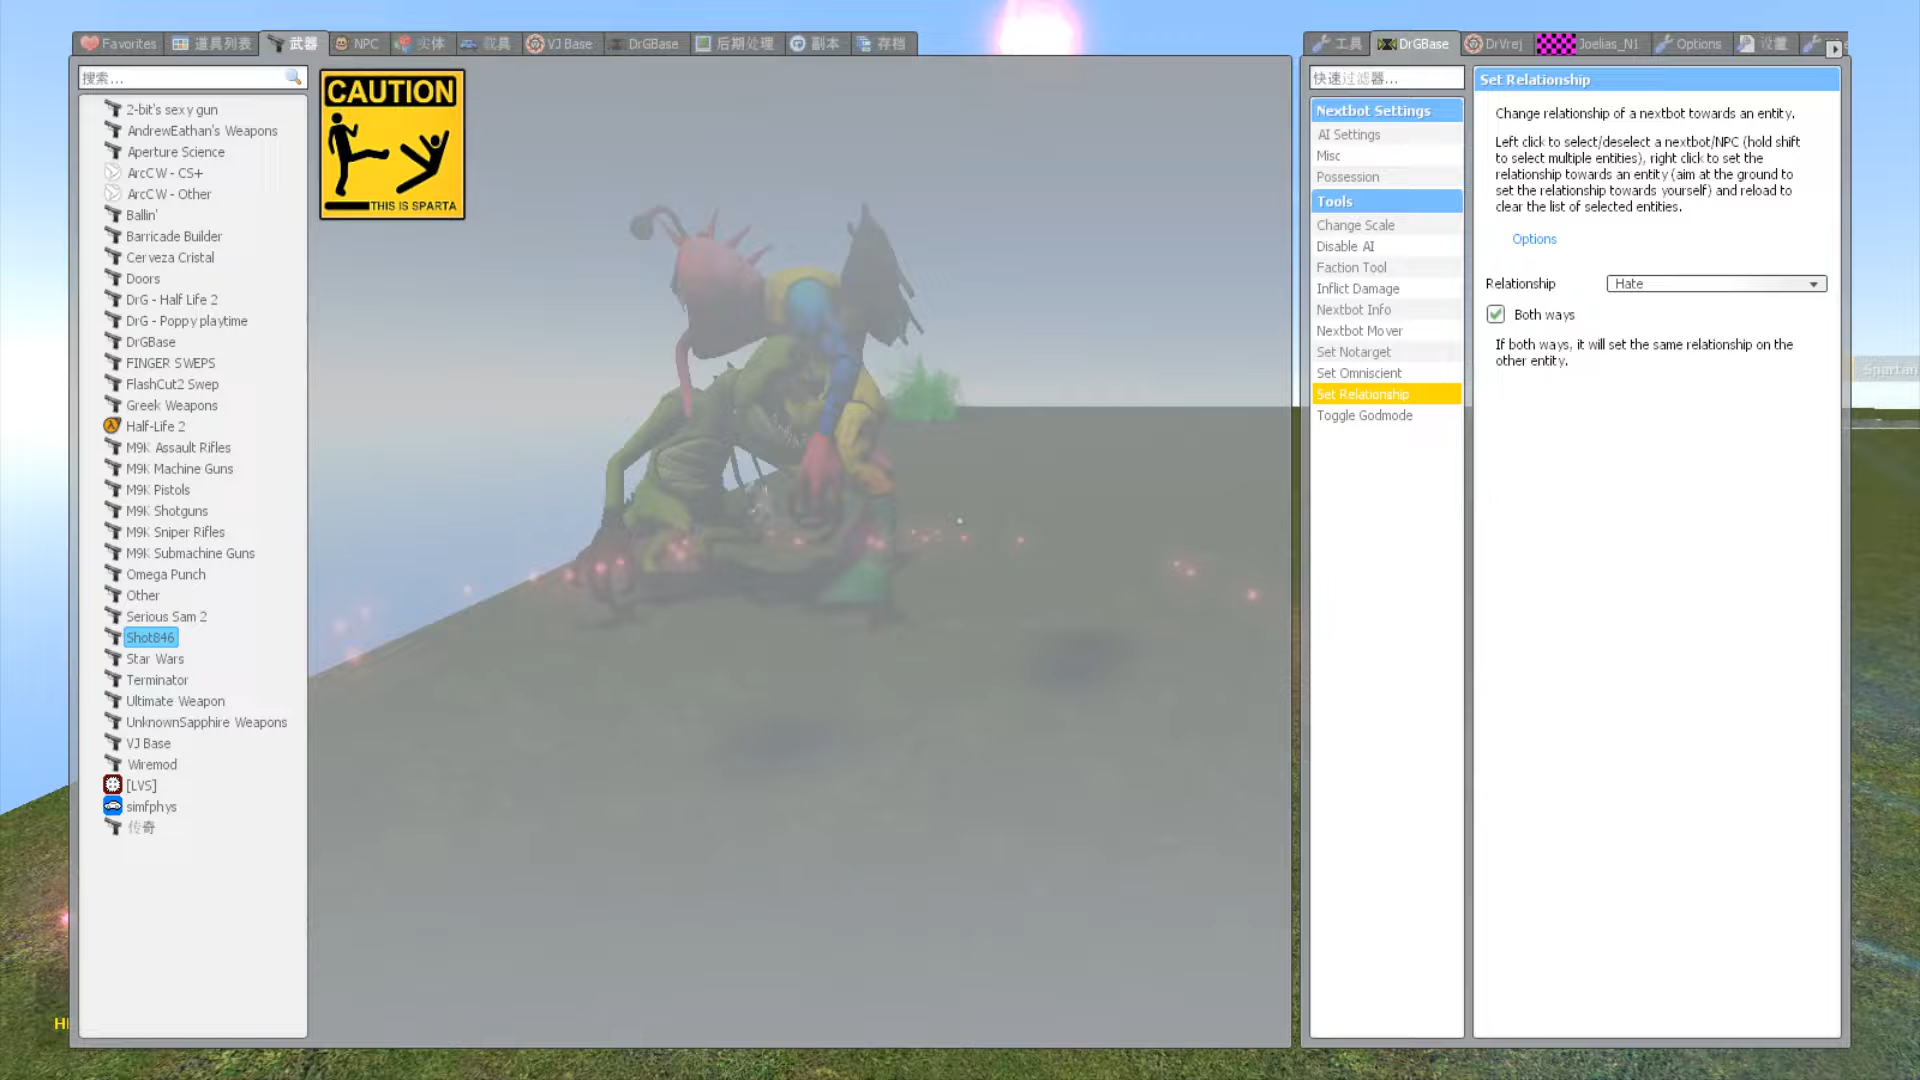 Favorites
道具列表
武器
NPC
实体
载具
VJ Base
DrGBase
后期处理
副本
存档
搜索...
2-bit's sexy gun
AndrewEathan's Weapons
Aperture Science
ArcCW - CS+
ArcCW - Other
Ballin'
Barricade Builder
Cerveza Cristal
Doors
DrG - Half Life 2
DrG - Poppy playtime
DrGBase
FINGER SWEPS
FlashCut2 Swep
Greek Weapons
Half-Life 2
M9K Assault Rifles
M9K Machine Guns
M9K Pistols
M9K Shotguns
M9K Sniper Rifles
M9K Submachine Guns
Omega Punch
Other
Serious Sam 2
Shot846
Star Wars
Terminator
Ultimate Weapon
UnknownSapphire Weapons
VJ Base
Wiremod
[LVS]
simfphys
传奇
CAUTION
THIS IS SPARTA
工具
DrGBase
DrVrej
Joelias_N1
Options
设置
快速过滤器...
Nextbot Settings
AI Settings
Misc
Possession
Tools
Change Scale
Disable AI
Faction Tool
Inflict Damage
Nextbot Info
Nextbot Mover
Set Notarget
Set Omniscient
Set Relationship
Toggle Godmode
Set Relationship
Change relationship of a nextbot towards an entity.
Left click to select/deselect a nextbot/NPC (hold shift
to select multiple entities), right click to set the
relationship towards an entity (aim at the ground to
set the relationship towards yourself) and reload to
clear the list of selected entities.
Options
Relationship
Hate
Both ways
If both ways, it will set the same relationship on the
other entity.
Spartan